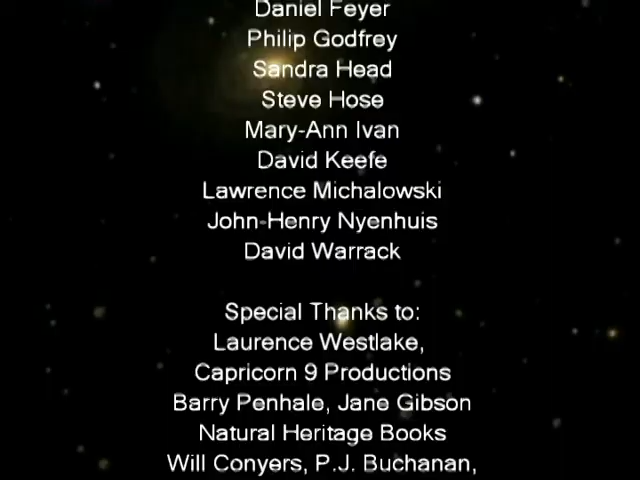 Daniel Feyer
Philip Godfrey
Sandra Head
Steve Hose
Mary-Ann Ivan
David Keefe
Lawrence Michalowski
John-Henry Nyenhuis
David Warrack
Special Thanks to:
Laurence Westlake,
Capricorn 9 Productions
Barry Penhale, Jane Gibson
Natural Heritage Books
Will Conyers, P.J. Buchanan,